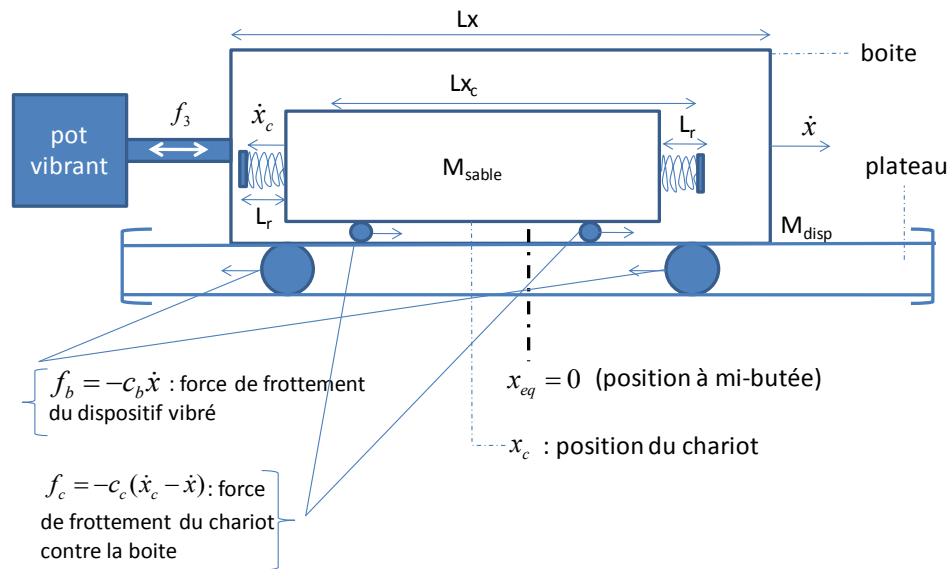 Lx
boite
Lx_c
pot
vibrant
f_3
ẋ_c
L_r
ẋ
M_sable
plateau
L_r
M_disp
f_b = −c_b ẋ : force de frottement
du dispositif vibré
x_eq = 0 (position à mi-butée)
x_c : position du chariot
f_c = −c_c(ẋ_c − ẋ) : force
de frottement du chariot
contre la boite